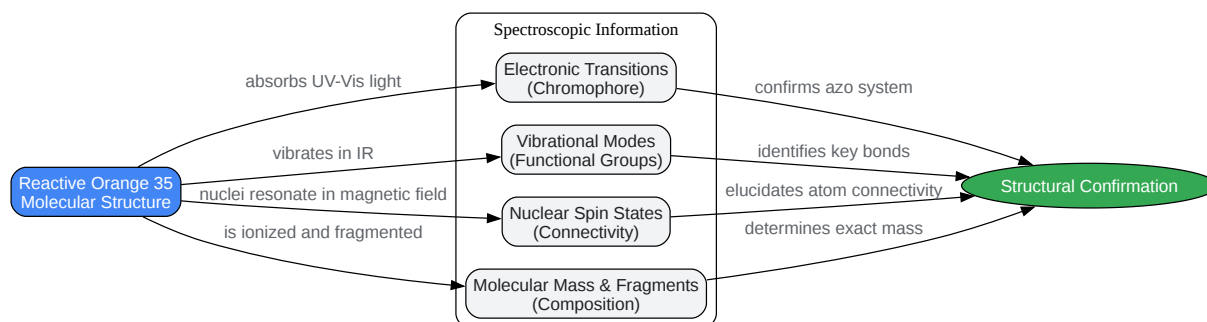 Spectroscopic Information
absorbs UV-Vis light
Electronic Transitions
(Chromophore)
confirms azo system
vibrates in IR
Vibrational Modes
(Functional Groups)
identifies key bonds
Reactive Orange 35
Molecular Structure
nuclei resonate in magnetic field
Nuclear Spin States
(Connectivity)
elucidates atom connectivity
Structural Confirmation
is ionized and fragmented
Molecular Mass & Fragments
(Composition)
determines exact mass